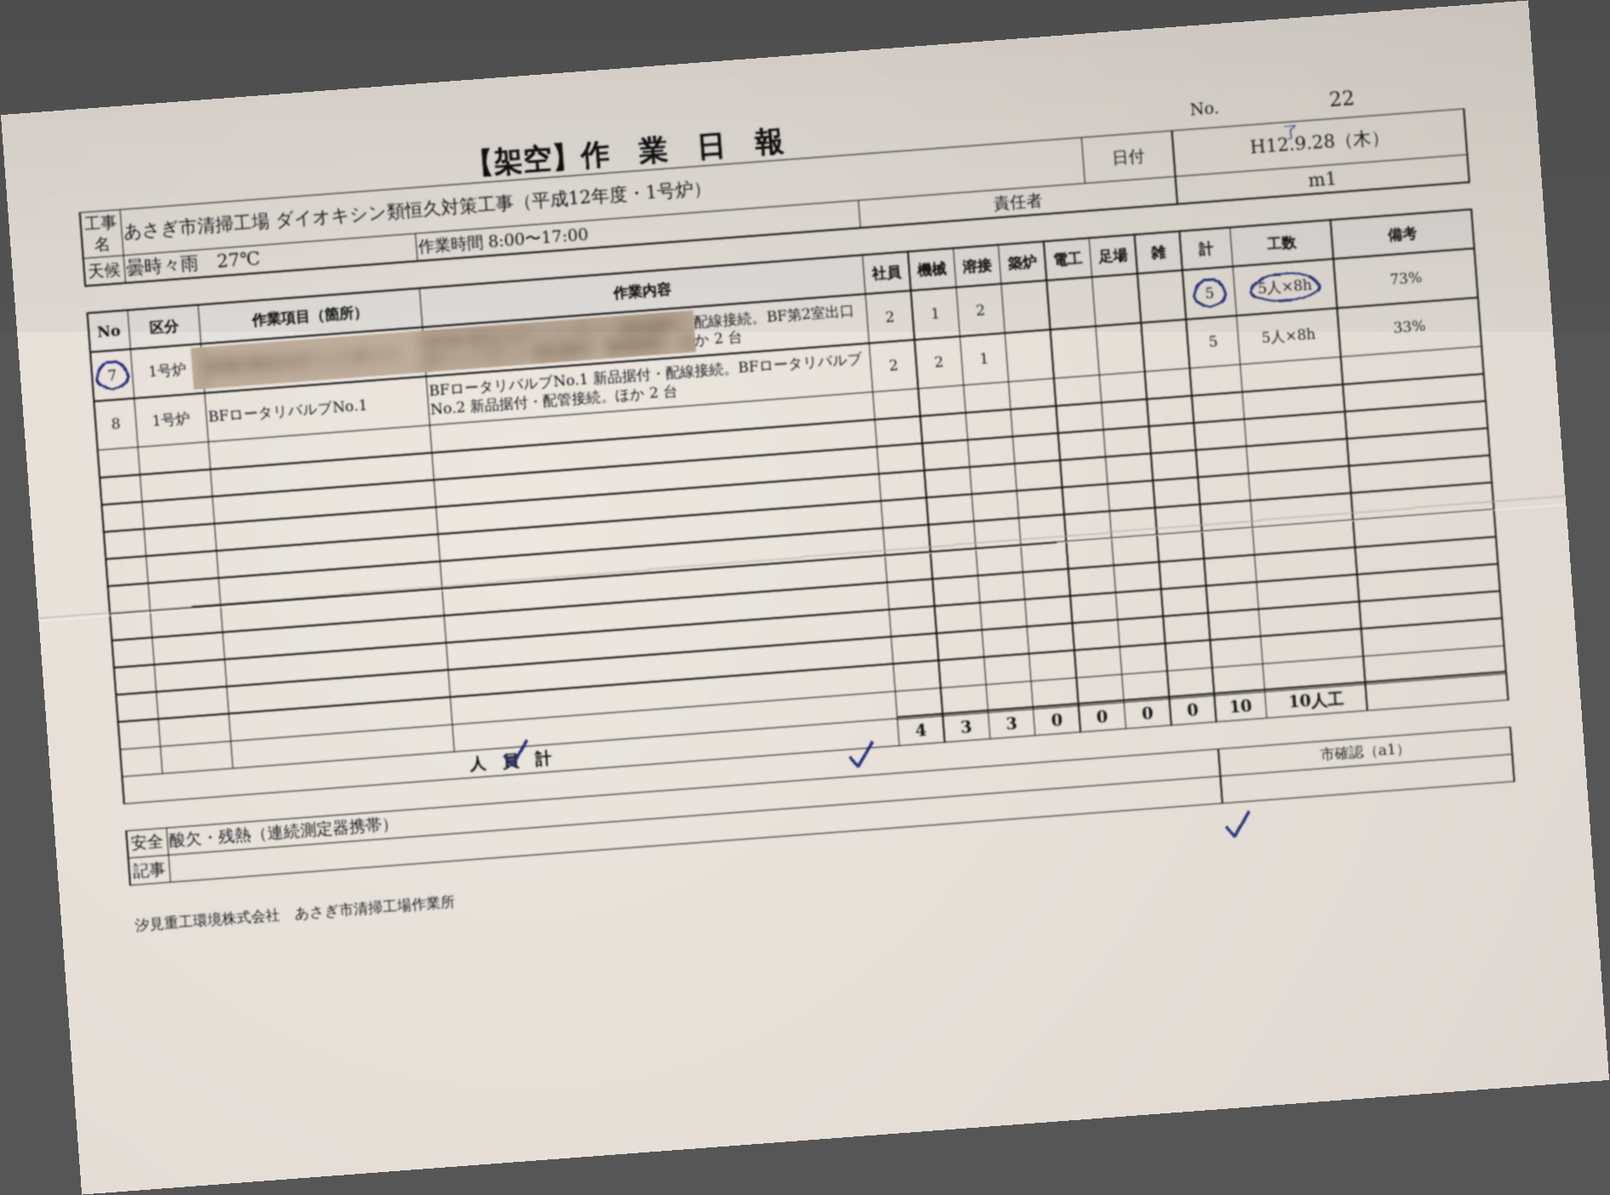 No. 22
【架空】作 業 日 報
工事名 あさぎ市清掃工場 ダイオキシン類恒久対策工事（平成12年度・1号炉） 日付 H12.9.28（木）
了
天候 曇時々雨 27℃ 作業時間 8:00〜17:00 責任者 m1
No 区分 作業項目（箇所） 作業内容 社員 機械 溶接 築炉 電工 足場 雑 計 工数 備考
7 1号炉 配線接続。BF第2室出口 2 1 2 5 5人×8h 73%
か 2 台
8 1号炉 BFロータリバルブNo.1 BFロータリバルブNo.1 新品据付・配線接続。BFロータリバルブ 2 2 1 5 5人×8h 33%
No.2 新品据付・配管接続。ほか 2 台
人 員 計 4 3 3 0 0 0 0 10 10人工
安全 酸欠・残熱（連続測定器携帯） 市確認（a1）
記事
汐見重工環境株式会社 あさぎ市清掃工場作業所